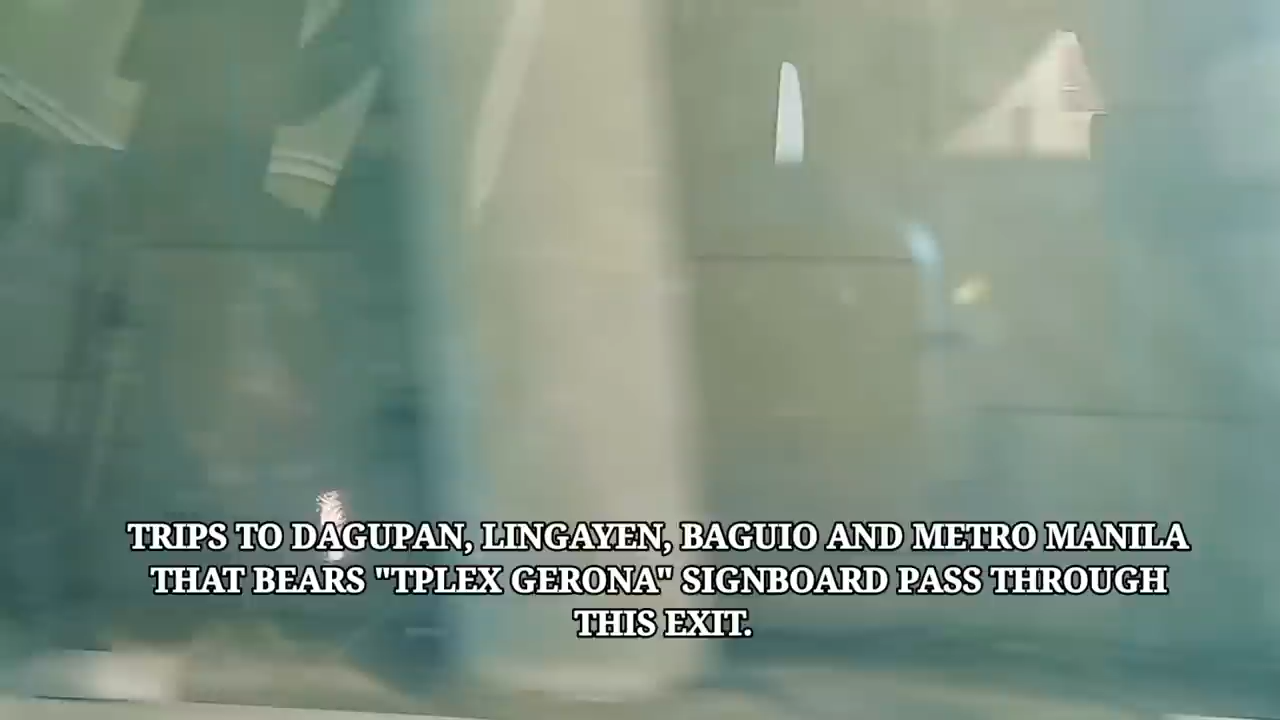 TRIPS TO DAGUPAN, LINGAYEN, BAGUIO AND METRO MANILA
THAT BEARS "TPLEX GERONA" SIGNBOARD PASS THROUGH
THIS EXIT.